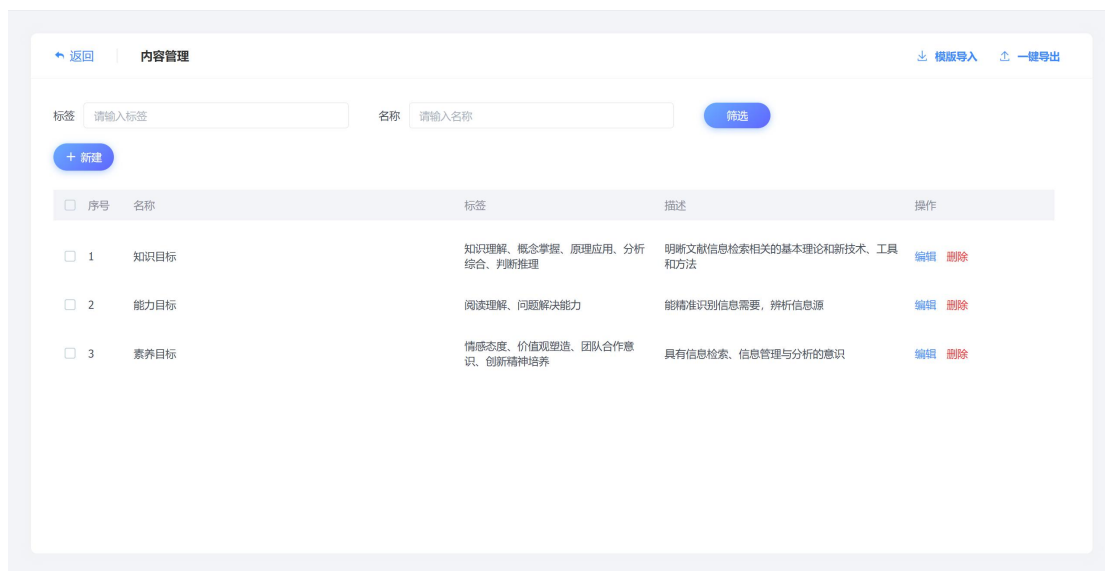 返回 内容管理 模版导入 一键导出
标签 请输入标签 名称 请输入名称 筛选
+ 新建
序号 名称 标签 描述 操作
1 知识目标 知识理解、概念掌握、原理应用、分析综合、判断推理 明晰文献信息检索相关的基本理论和新技术、工具和方法 编辑 删除
2 能力目标 阅读理解、问题解决能力 能精准识别信息需要，辨析信息源 编辑 删除
3 素养目标 情感态度、价值观塑造、团队合作意识、创新精神培养 具有信息检索、信息管理与分析的意识 编辑 删除